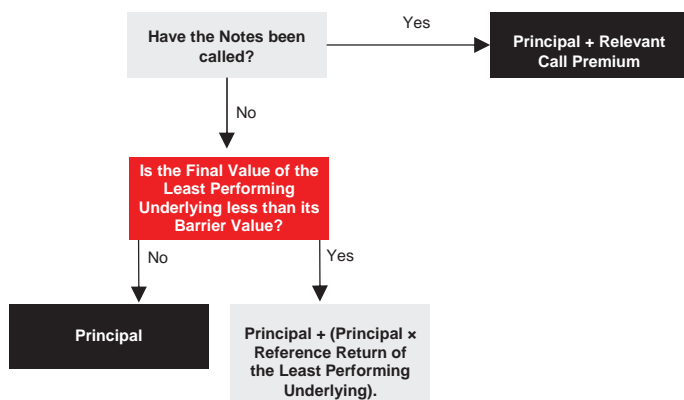 Have the Notes been
called?
Yes
Principal + Relevant
Call Premium
No
Is the Final Value of the
Least Performing
Underlying less than its
Barrier Value?
No
Yes
Principal
Principal + (Principal ×
Reference Return of
the Least Performing
Underlying).